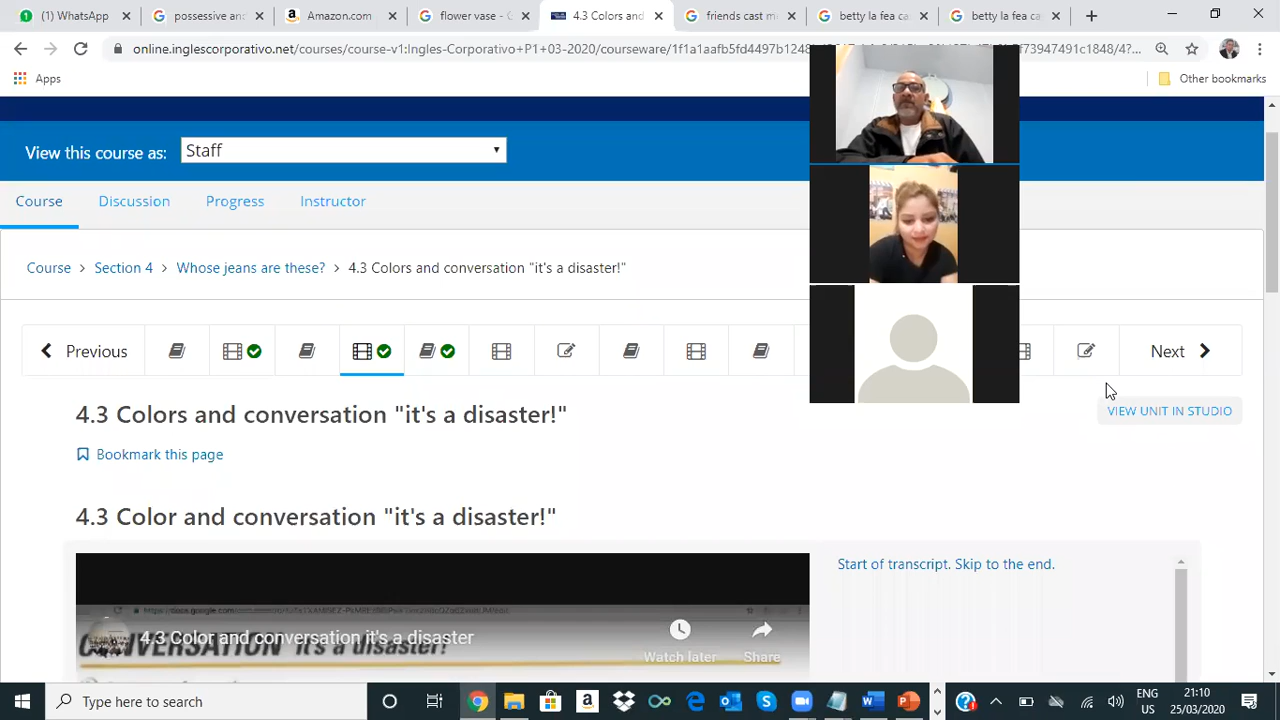 (1) WhatsApp
possessive an
Amazon.com
flower vase - 
4.3 Colors and
friends cast m
betty la fea ca
betty la fea ca
online.inglescorporativo.net/courses/course-v1:Ingles-Corporativo
Apps
Other bookmarks
View this course as:
Staff
Course
Discussion
Progress
Instructor
Course > Section 4 > Whose jeans are these? > 4.3 Colors and conversation "it's a disaster!"
Previous
Next
VIEW UNIT IN STUDIO
4.3 Colors and conversation "it's a disaster!"
Bookmark this page
4.3 Color and conversation "it's a disaster!"
Start of transcript. Skip to the end.
4.3 Color and conversation it's a disaster
CONVERSATION it's a disaster!
Watch later
Share
Type here to search
ENG
US
21:10
25/03/2020